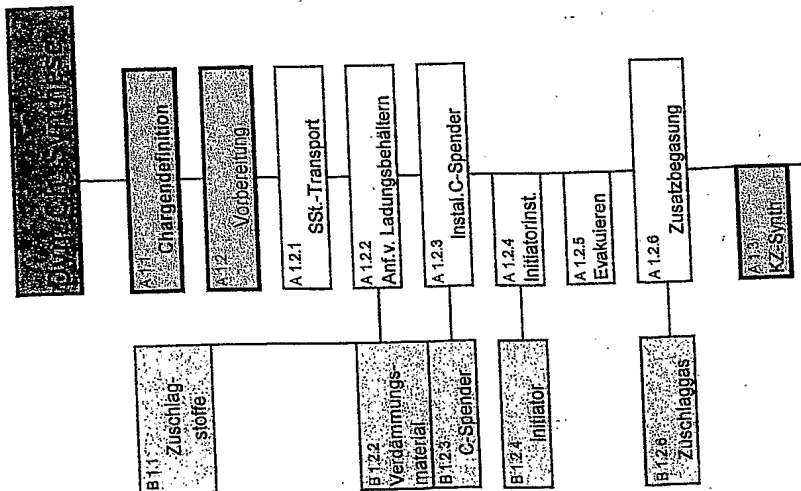 A 1.1
Chargendefinition
A 1.2
Vorbereitung
A 1.2.1
SSt.-Transport
A 1.2.2
Anf.v. Ladungsbehältern
A 1.2.3
Instal.C-Spender
A 1.2.4
InitiatorInst.
A 1.2.5
Evakuieren
A 1.2.6
Zusatzbegasung
A 1.3
KZ-Synth
B 1.1
Zuschlag-
stoffe
B 1.2.2
Verdämmungs-
material
B 1.2.3
C-Spender
B 1.2.4
Initiator
B 1.2.6
Zuschlaggas